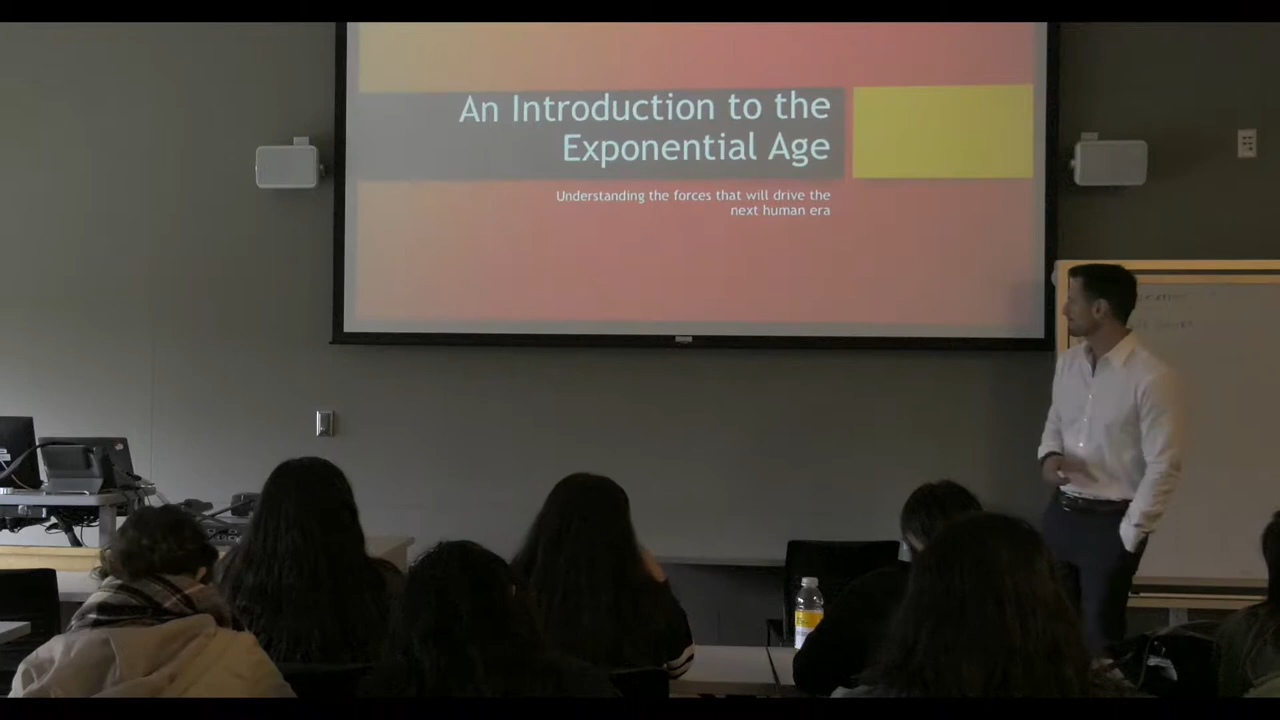 An Introduction to the
Exponential Age
Understanding the forces that will drive the
next human era